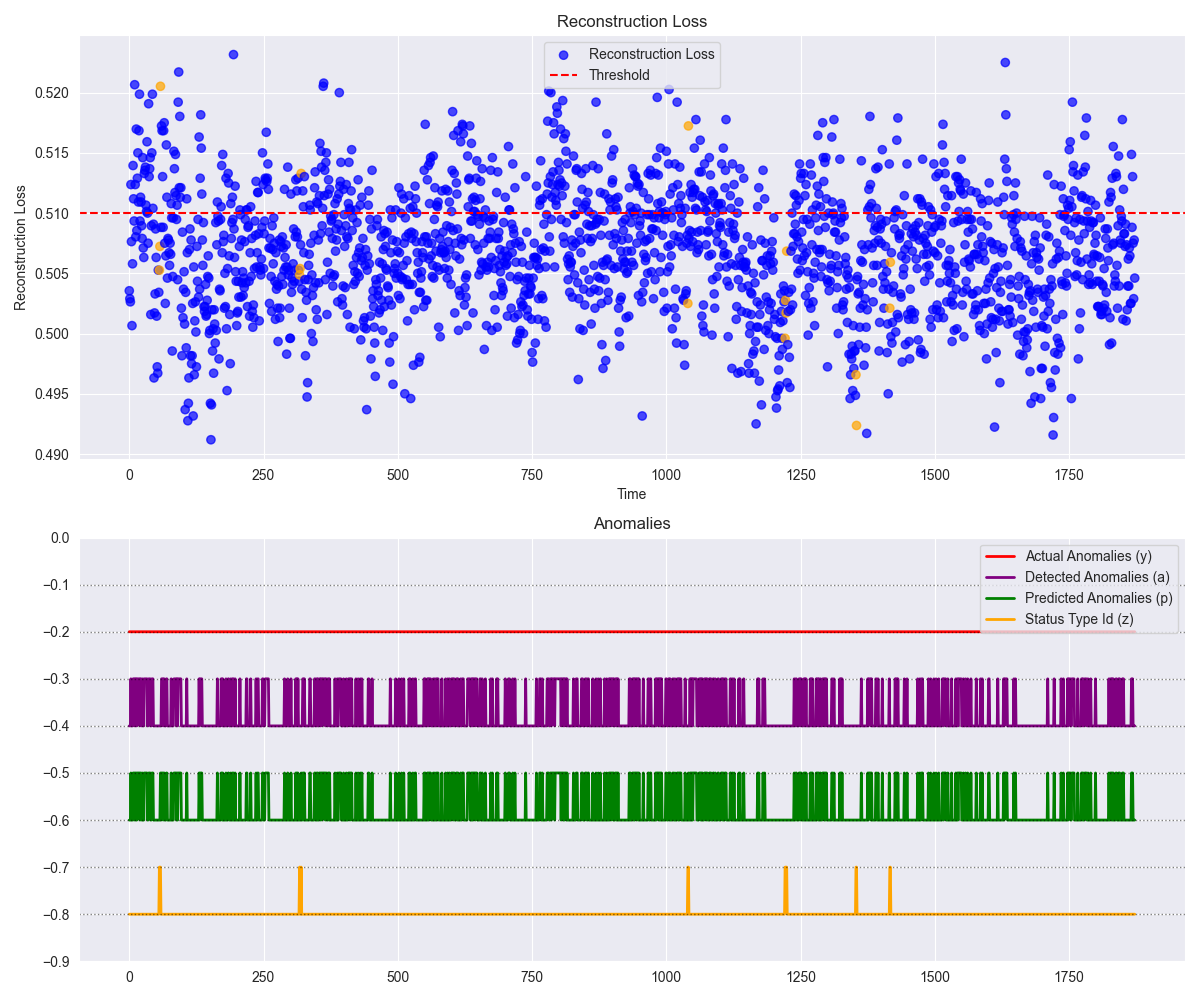 Reconstruction Loss
Reconstruction Loss
Threshold
0.520
0.515
0.510
0.505
0.500
0.495
0.490
Reconstruction Loss
0 250 500 750 1000 1250 1500 1750
Time
Anomalies
Actual Anomalies (y)
Detected Anomalies (a)
Predicted Anomalies (p)
Status Type Id (z)
0.0
−0.1
−0.2
−0.3
−0.4
−0.5
−0.6
−0.7
−0.8
−0.9
0 250 500 750 1000 1250 1500 1750